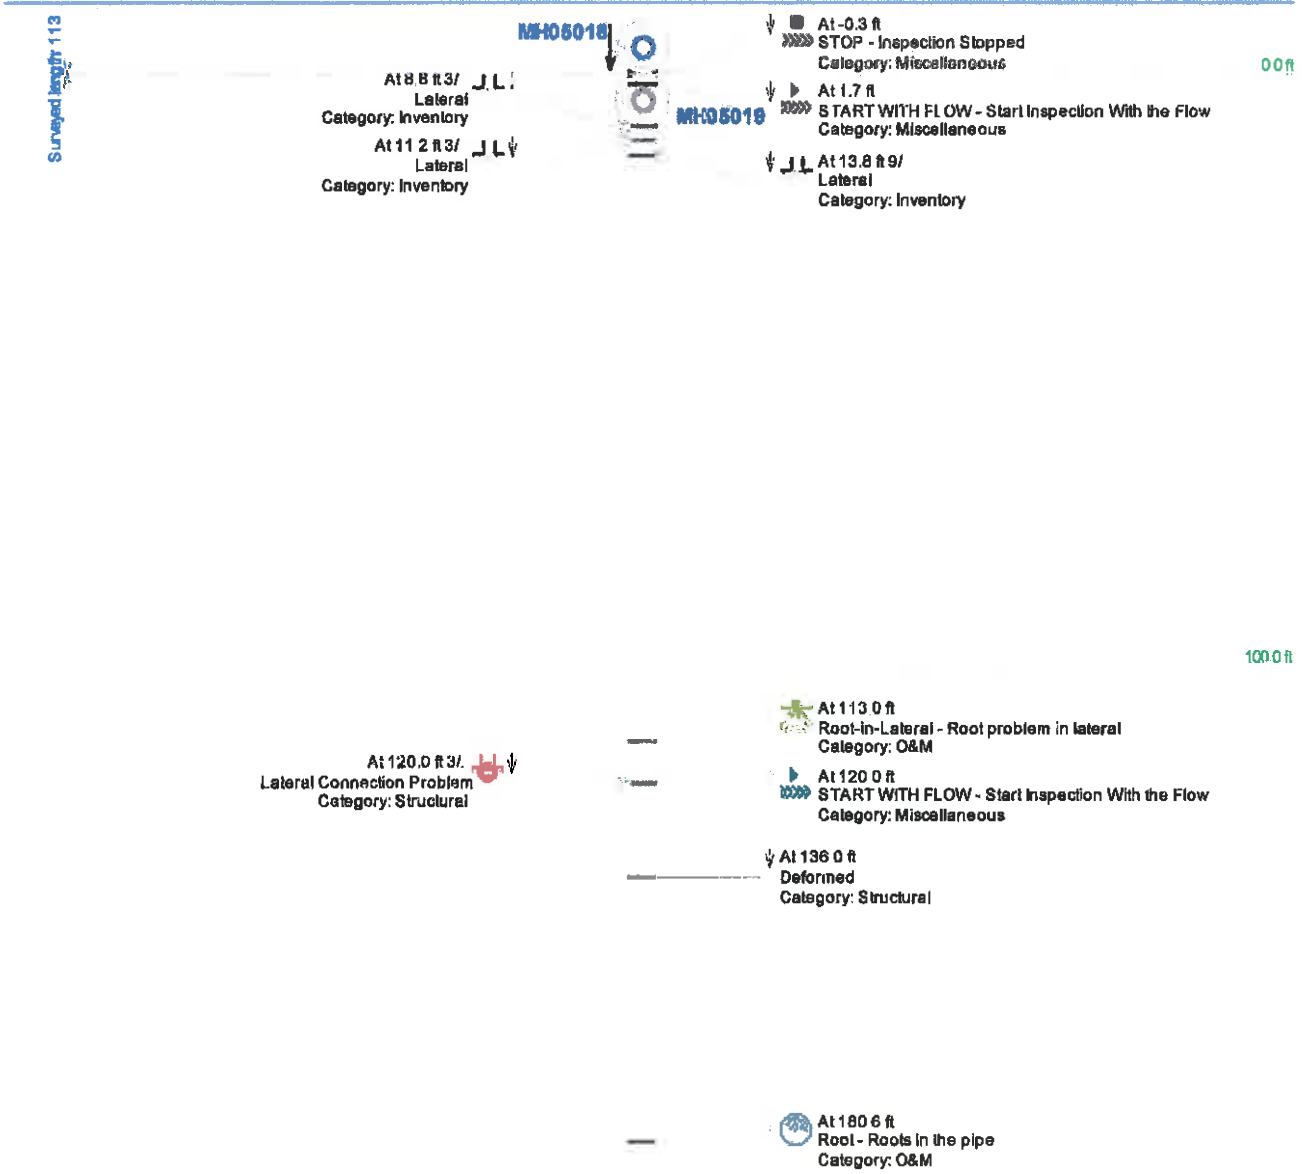 Surveyed length 113
MH05018
At -0.3 ft
STOP - Inspection Stopped
Category: Miscellaneous
0.0 ft
At 8.8 ft 3/
Lateral
Category: Inventory
At 1.7 ft
START WITH FLOW - Start Inspection With the Flow
Category: Miscellaneous
MH05019
At 11.2 ft 3/
Lateral
Category: Inventory
At 13.8 ft 9/
Lateral
Category: Inventory
100.0 ft
At 113.0 ft
Root-in-Lateral - Root problem in lateral
Category: O&M
At 120.0 ft 3/.
Lateral Connection Problem
Category: Structural
At 120.0 ft
START WITH FLOW - Start Inspection With the Flow
Category: Miscellaneous
At 136.0 ft
Deformed
Category: Structural
At 180.6 ft
Root - Roots in the pipe
Category: O&M